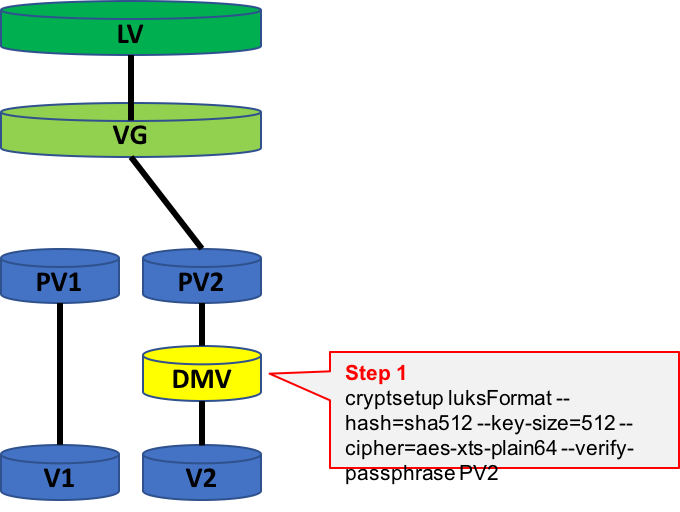 LV
VG
PV1
PV2
DMV
Step 1
cryptsetup luksFormat --
hash=sha512 --key-size=512 --
cipher=aes-xts-plain64 --verify-
passphrase PV2
V1
V2